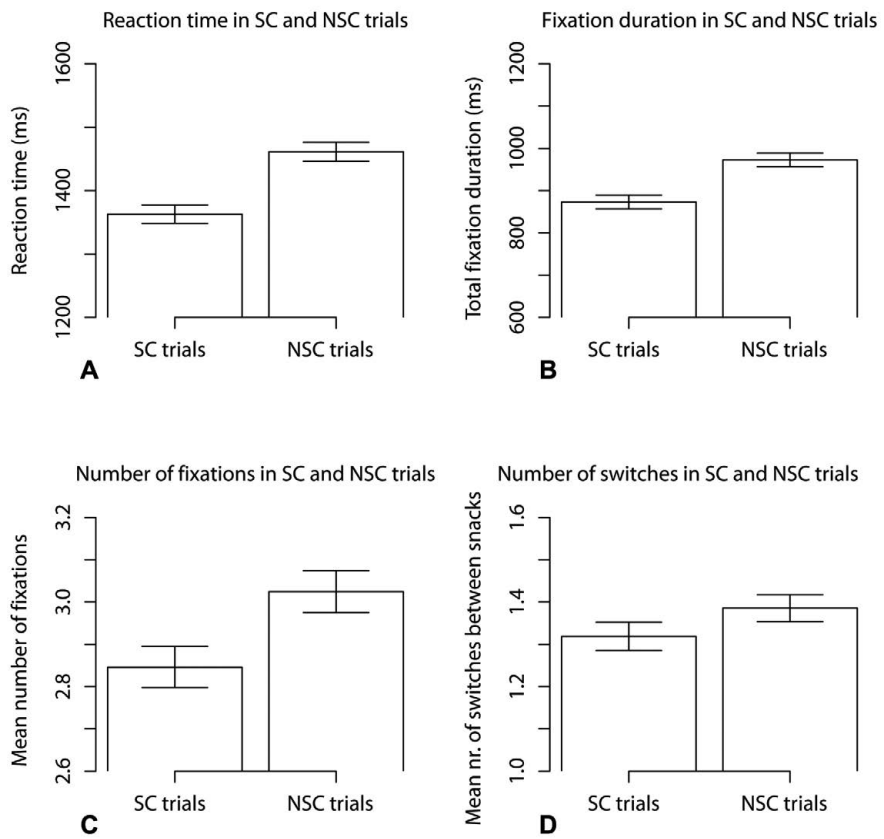 Reaction time in SC and NSC trials
Reaction time (ms)
1600
1400
1200
SC trials
NSC trials
A
Fixation duration in SC and NSC trials
Total fixation duration (ms)
1200
1000
800
600
SC trials
NSC trials
B
Number of fixations in SC and NSC trials
Mean number of fixations
3.2
3.0
2.8
2.6
SC trials
NSC trials
C
Number of switches in SC and NSC trials
Mean nr. of switches between snacks
1.6
1.4
1.2
1.0
SC trials
NSC trials
D